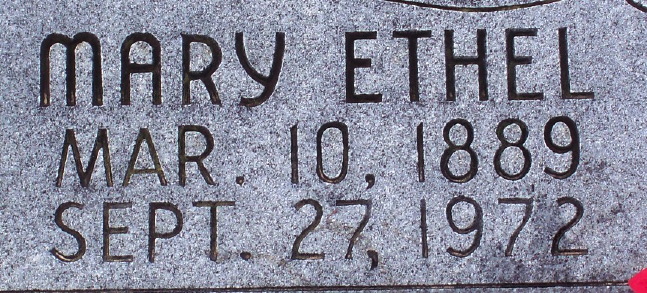 MARY ETHEL
MAR. 10, 1889
SEPT. 27, 1972